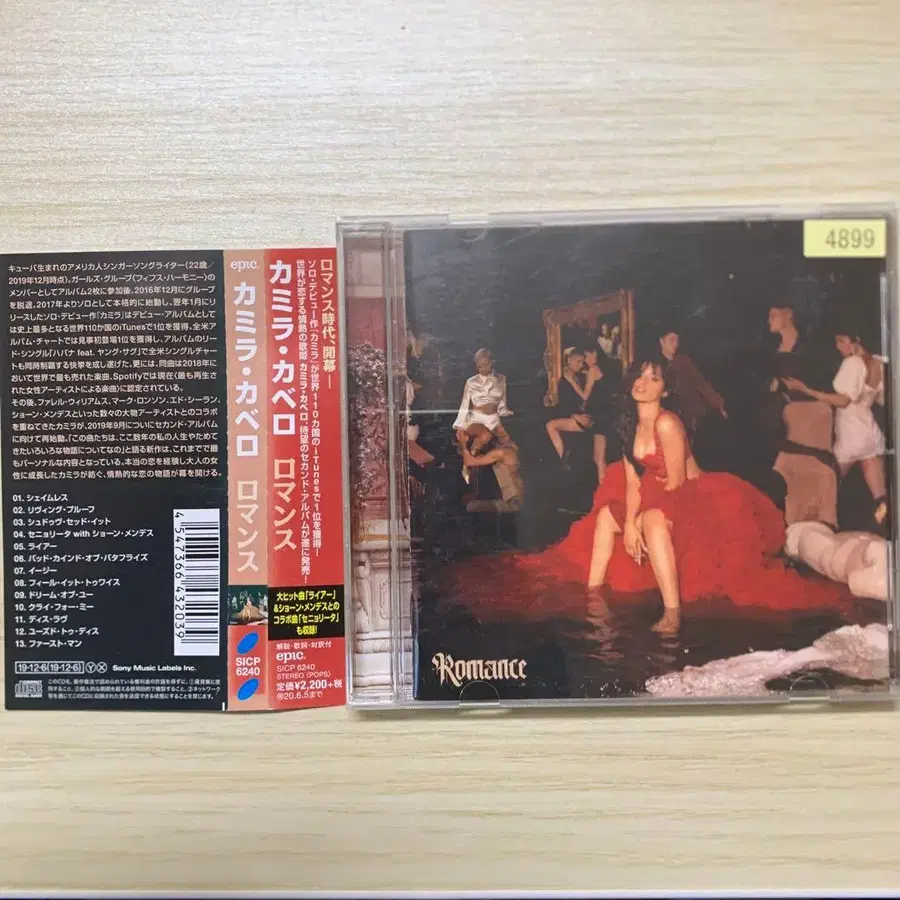 キューバ生まれのアメリカ人シンガーソングライター(22歳/
2019年12月時点)。ガールズ・グループ〈フィフス・ハーモニー〉の
メンバーとしてアルバム2枚に参加後、2016年12月にグループ
を脱退。2017年よりソロとして本格的に始動し、翌年1月にリ
リースしたソロ・デビュー作『カミラ』はデビュー・アルバムとして
は史上最多となる世界110か国のiTunesで1位を獲得、全米
アルバム・チャートでは見事初登場1位を獲得し、アルバムのリー
ド・シングル「ハバナ feat. ヤング・サグ」で全米シングルチャー
トも同時制覇する快挙を成し遂げた。更には、同曲は2018年に
おいて世界で最も売れた楽曲、Spotifyでは現在〈最も再生さ
れた女性アーティストによる楽曲〉に認定されている。
その後、ファレル・ウィリアムス、マーク・ロンソン、エド・シーラン、
ショーン・メンデスといった数々の大物アーティストとのコラボ
を重ねてきたカミラが、2019年9月についにセカンド・アルバム
に向けて再始動。「この曲たちは、ここ数年の私の人生やためて
きたいろいろな物語についてなの」と語る新作は、これまでで最
もパーソナルな内容となっている。本当の恋を経験し大人の女
性に成長したカミラが紡ぐ、情熱的な恋の物語が幕を開ける。
01. シェイムレス
02. リヴィング・プルーフ
03. シュドゥヴ・セッド・イット
04. セニョリータ with ショーン・メンデス
05. ライアー
06. バッド・カインド・オブ・バタフライズ
07. イージー
08. フィール・イット・トゥワイス
09. ドリーム・オブ・ユー
10. クライ・フォー・ミー
11. ディス・ラヴ
12. ユーズド・トゥ・ディス
13. ファースト・マン
4 547366 432039
19-12-6(19-12-6) Ⓨ Ⓧ Sony Music Labels Inc.
epic
カミラ・カベロ ロマンス
SICP
6240
ロマンス時代、開幕―
ソロ・デビュー作『カミラ』が世界110カ国のiTunesで1位を獲得!
世界が恋する情熱の歌姫 カミラ・カベロ、待望のセカンド・アルバムが遂に発売!
カミラ・カベロ ロマンス
大ヒット曲「ライアー」
&ショーン・メンデスとの
コラボ曲「セニョリータ」
も収録!
解説・歌詞・対訳付
epic
SICP 6240
STEREO (POPS)
定価¥2,200+税
20.6.5まで
4899
Romance